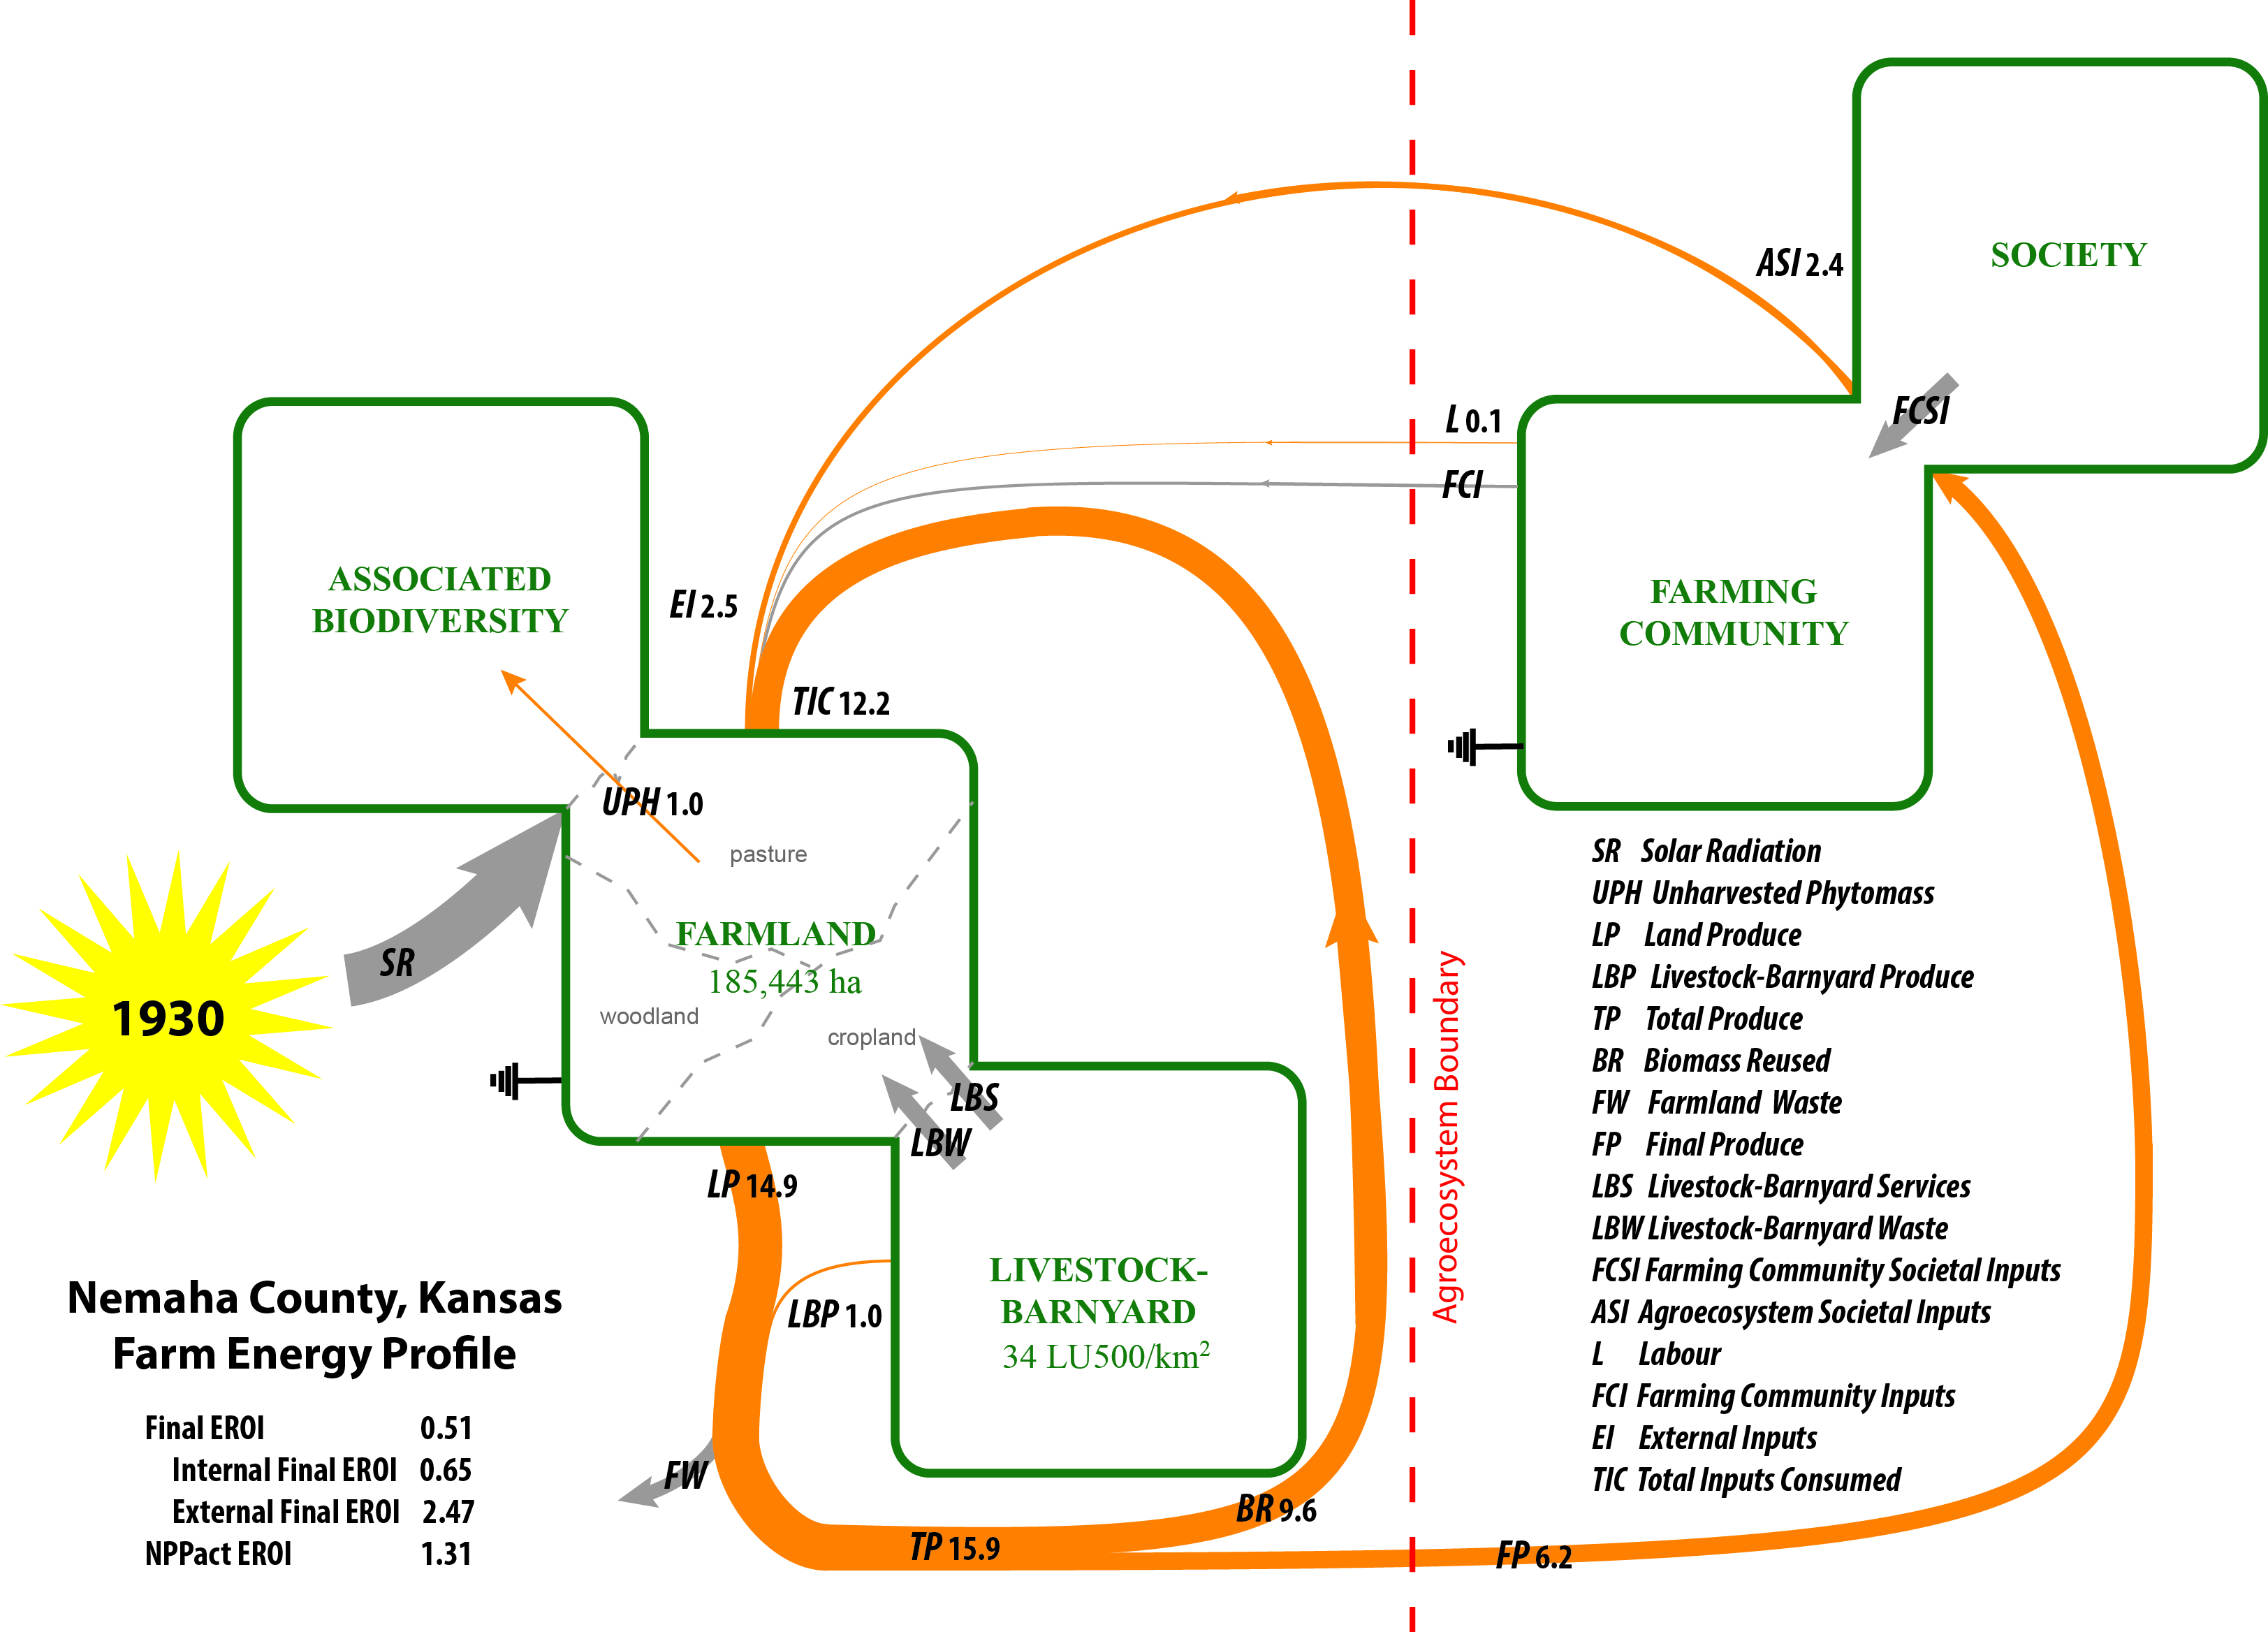 SOCIETY
ASI 2.4
FCSI
L 0.1
FCI
ASSOCIATED
BIODIVERSITY
EI 2.5
FARMING
COMMUNITY
TIC 12.2
UPH 1.0
pasture
FARMLAND
185,443 ha
woodland
cropland
SR
1930
LBS
LBW
LP 14.9
LIVESTOCK-
BARNYARD
34 LU500/km²
LBP 1.0
FW
BR 9.6
TP 15.9
FP 6.2
Agroecosystem Boundary
SR Solar Radiation
UPH Unharvested Phytomass
LP Land Produce
LBP Livestock-Barnyard Produce
TP Total Produce
BR Biomass Reused
FW Farmland Waste
FP Final Produce
LBS Livestock-Barnyard Services
LBW Livestock-Barnyard Waste
FCSI Farming Community Societal Inputs
ASI Agroecosystem Societal Inputs
L Labour
FCI Farming Community Inputs
EI External Inputs
TIC Total Inputs Consumed
Nemaha County, Kansas
Farm Energy Profile
Final EROI 0.51
Internal Final EROI 0.65
External Final EROI 2.47
NPPact EROI 1.31